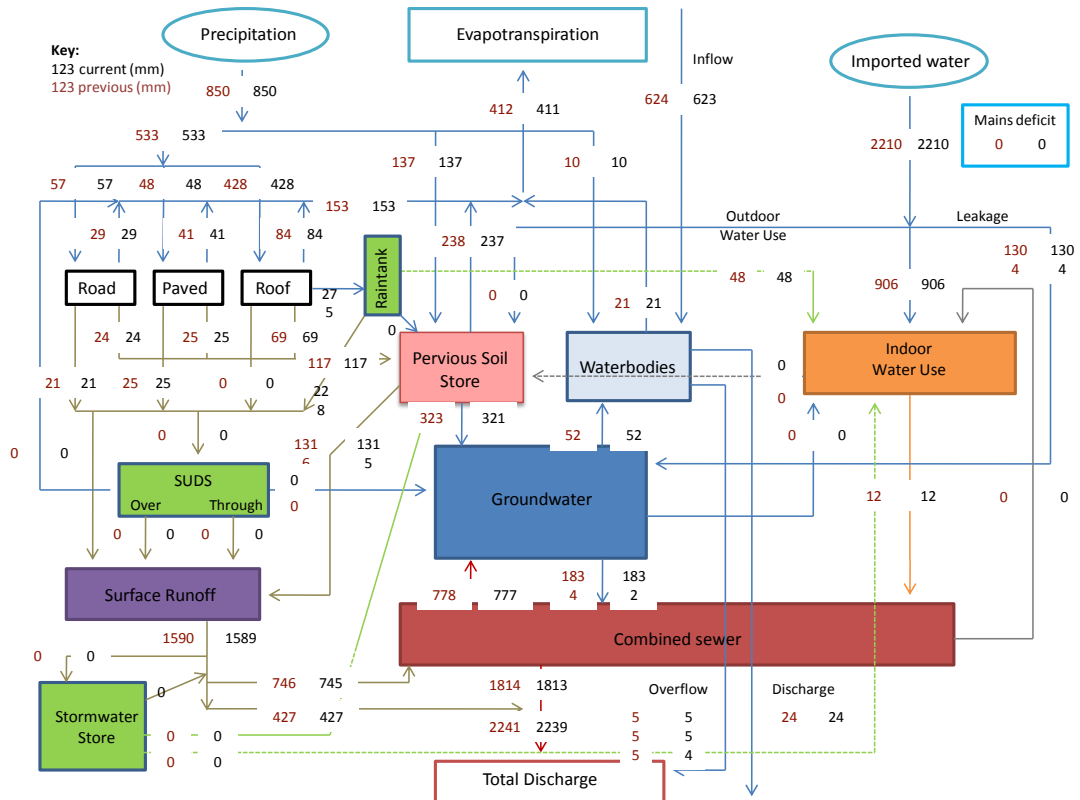 Precipitation
Evapotranspiration
Inflow
Imported water
Key:
123 current (mm)
123 previous (mm)
850 850
412 411
624 623
Mains deficit
0 0
2210 2210
533 533
137 137
10 10
57 57 48 48 428 428
153 153
Outdoor
Water Use
Leakage
29 29 41 41 84 84
238 237
130
4
130
4
Raintank
48 48
Road
Paved
Roof
27
5
0 0
21 21
906 906
0
24 24 25 25 69 69
117 117
Pervious Soil
Store
Waterbodies
0
0
Indoor
Water Use
21 21 25 25 0 0
22
8
323 321
52 52
0 0
0 0
0 0
131
131
5
SUDS
Over Through
0
0
Groundwater
12 12
0 0
0 0 0 0
Surface Runoff
778 777
183
4
183
2
Combined sewer
1590 1589
0 0
746 745
1814 1813
Overflow
Discharge
0
Stormwater
Store
427 427
2241 2239
5 5
5 5
5 4
24 24
0 0
0 0
Total Discharge